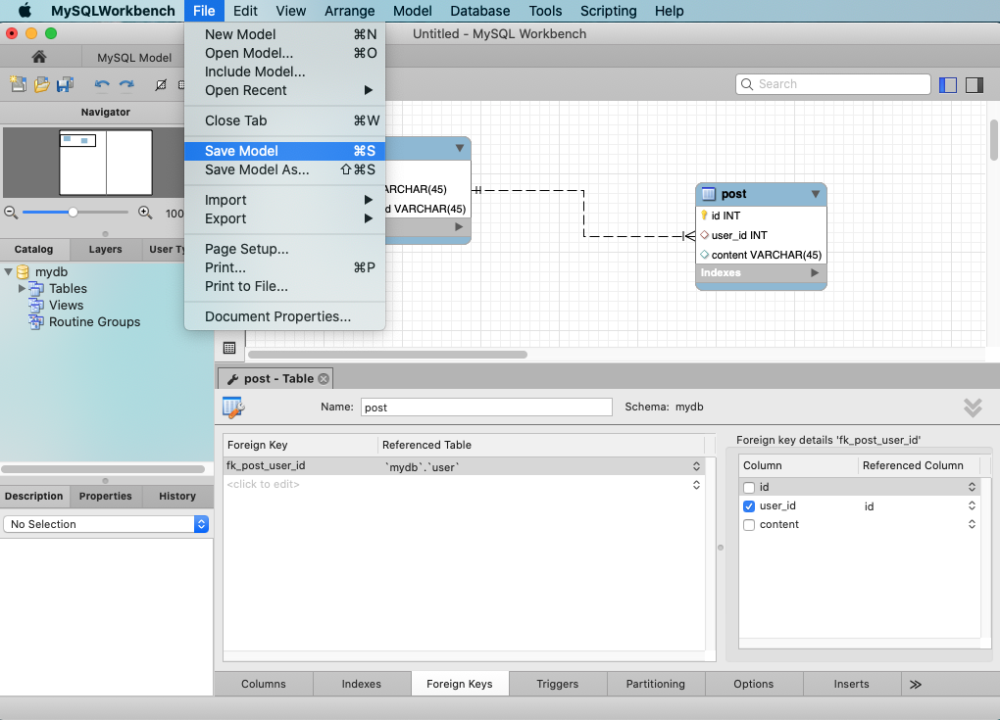 MySQLWorkbench File Edit View Arrange Model Database Tools Scripting Help
Untitled - MySQL Workbench
MySQL Model
New Model ⌘N
Open Model... ⌘O
Include Model...
Open Recent
Close Tab ⌘W
Save Model ⌘S
Save Model As... ⇧⌘S
Import
Export
Page Setup...
Print... ⌘P
Print to File...
Document Properties...
Search
Navigator
100
Catalog Layers User Ty
mydb
Tables
Views
Routine Groups
ARCHAR(45)
d VARCHAR(45)
post
id INT
user_id INT
content VARCHAR(45)
Indexes
Description Properties History
No Selection
post - Table
Name: post Schema: mydb
Foreign Key Referenced Table
fk_post_user_id `mydb`.`user`
<click to edit>
Foreign key details 'fk_post_user_id'
Column Referenced Column
id
user_id id
content
Columns Indexes Foreign Keys Triggers Partitioning Options Inserts